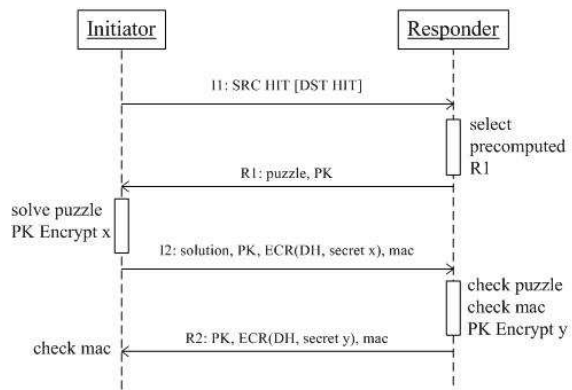 Initiator
Responder
I1: SRC HIT [DST HIT]
select
precomputed
R1
R1: puzzle, PK
solve puzzle
PK Encrypt x
I2: solution, PK, ECR(DH, secret x), mac
check puzzle
check mac
PK Encrypt y
R2: PK, ECR(DH, secret y), mac
check mac